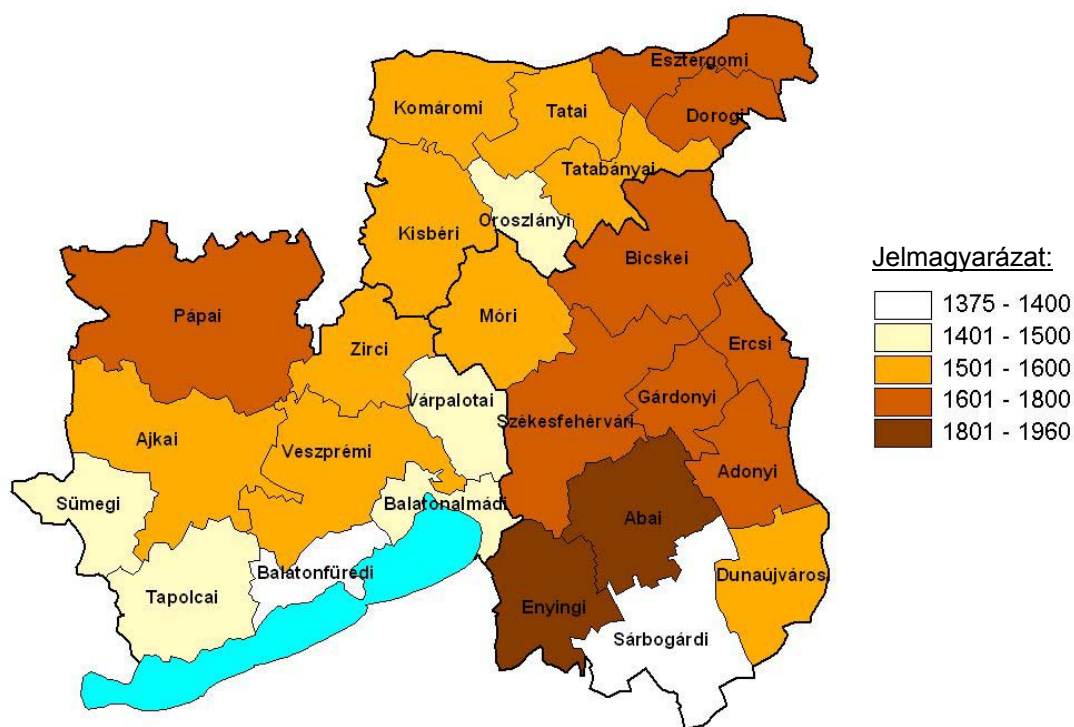 Esztergomi
Komáromi
Tatai
Dorogi
Tatabányai
Oroszlányi
Kisbéri
Bicskei
Jelmagyarázat:
1375 - 1400
1401 - 1500
1501 - 1600
1601 - 1800
1801 - 1960
Pápai
Móri
Zirci
Ercsi
Várpalotai
Gárdonyi
Székesfehérvári
Ajkai
Veszprémi
Adonyi
Sümegi
Balatonalmádi
Abai
Balatonfüredi
Dunaújváros
Tapolcai
Enyingi
Sárbogárdi